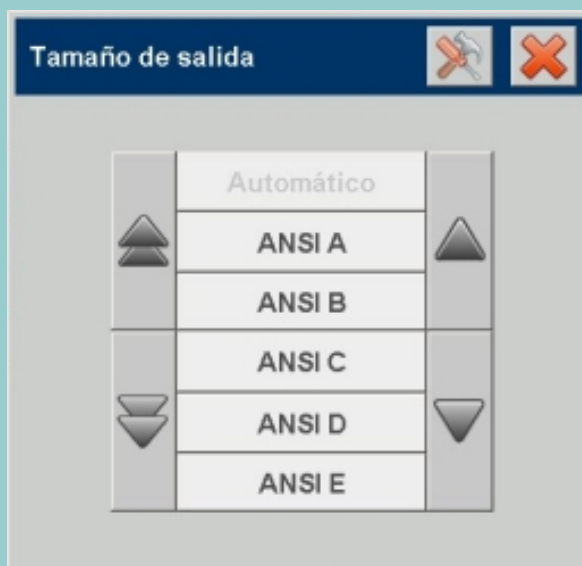 Tamaño de salida
Automático
ANSI A
ANSI B
ANSI C
ANSI D
ANSI E